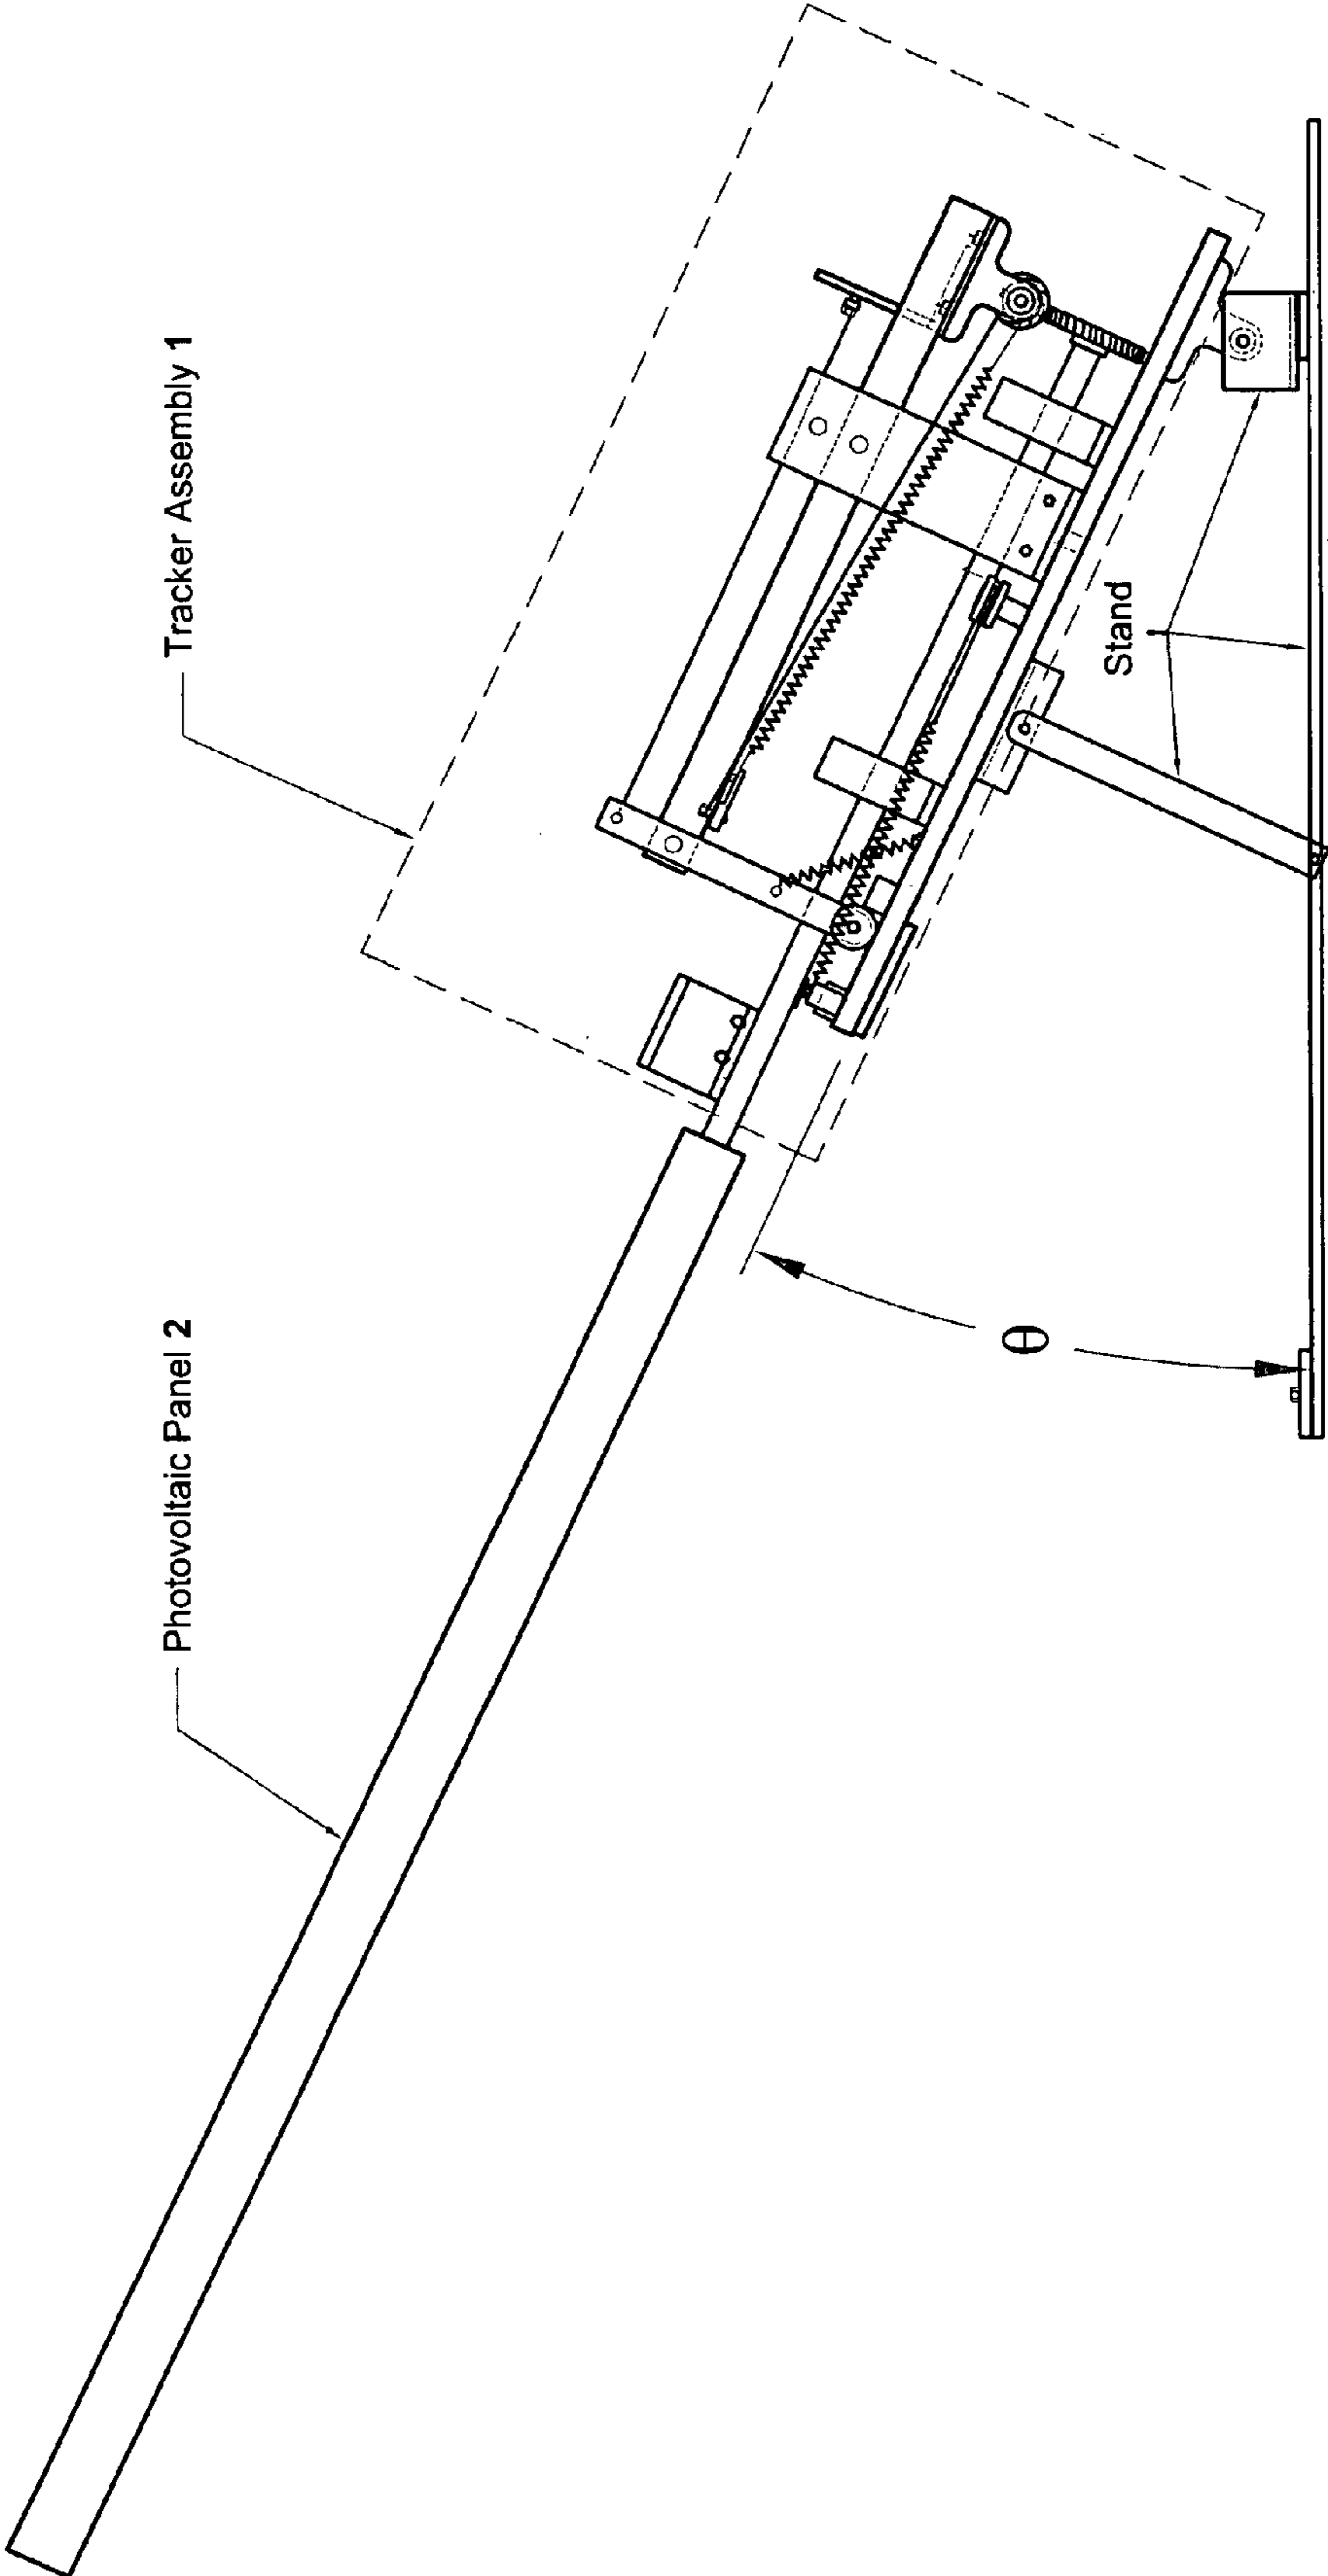 Tracker Assembly 1
Photovoltaic Panel 2
Stand
θ